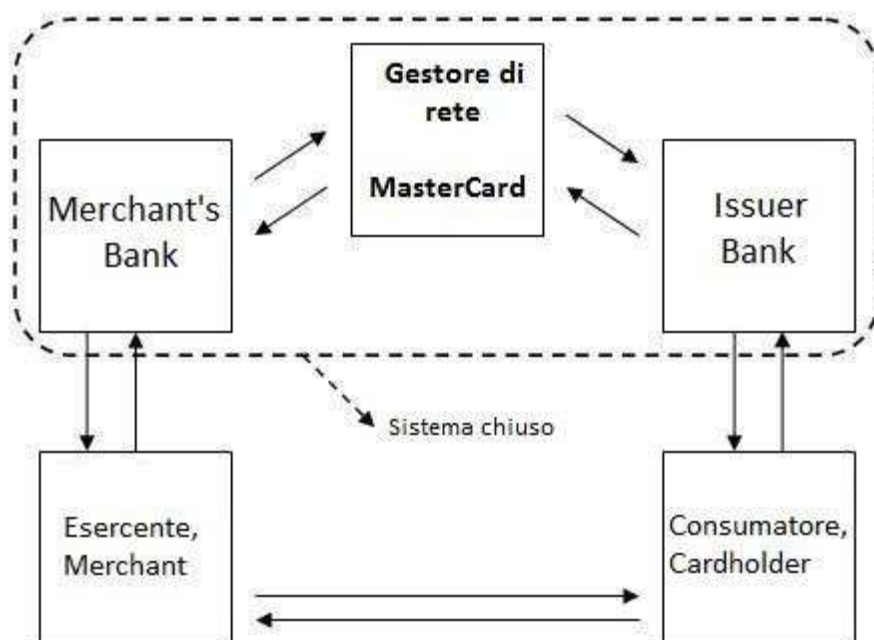 Gestore di
rete
MasterCard
Merchant's
Bank
Issuer
Bank
Sistema chiuso
Esercente,
Merchant
Consumatore,
Cardholder